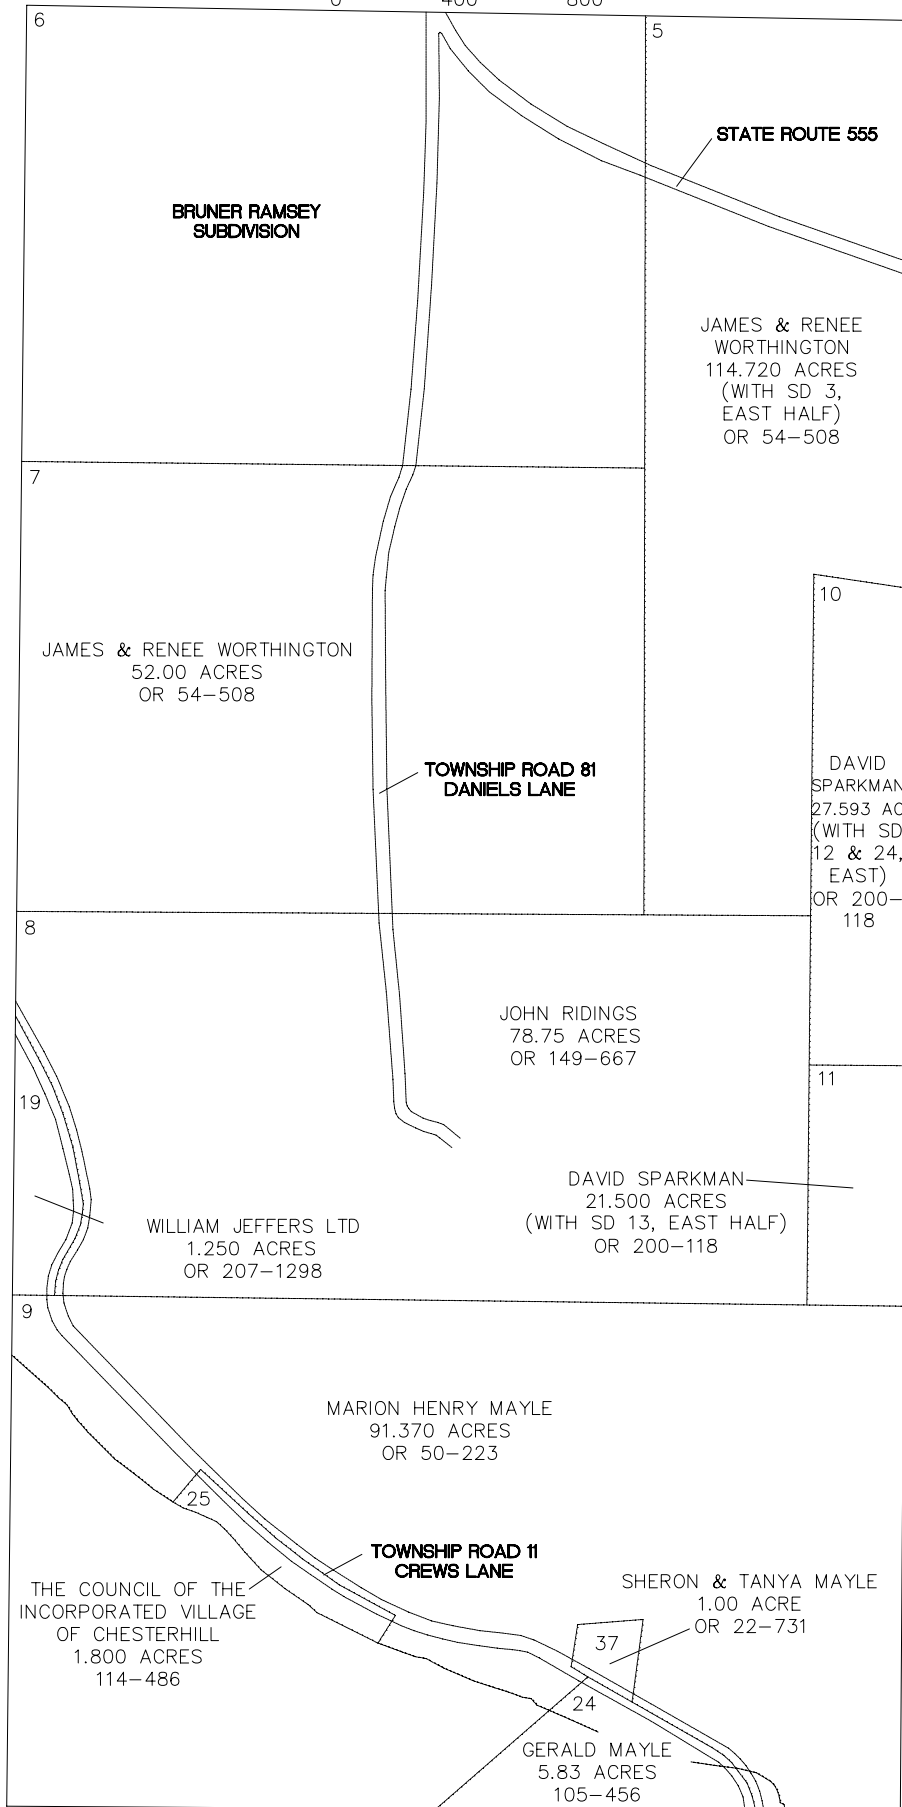 0 400 800
6
5
STATE ROUTE 555
BRUNER RAMSEY
SUBDIVISION
JAMES & RENEE
WORTHINGTON
114.720 ACRES
(WITH SD 3,
EAST HALF)
OR 54-508
7
10
JAMES & RENEE WORTHINGTON
52.00 ACRES
OR 54-508
TOWNSHIP ROAD 81
DANIELS LANE
DAVID
SPARKMAN
27.593 AC
(WITH SD
12 & 24,
EAST)
OR 200-
118
8
JOHN RIDINGS
78.75 ACRES
OR 149-667
11
19
DAVID SPARKMAN
21.500 ACRES
(WITH SD 13, EAST HALF)
OR 200-118
WILLIAM JEFFERS LTD
1.250 ACRES
OR 207-1298
9
MARION HENRY MAYLE
91.370 ACRES
OR 50-223
25
TOWNSHIP ROAD 11
CREWS LANE
THE COUNCIL OF THE
INCORPORATED VILLAGE
OF CHESTERHILL
1.800 ACRES
114-486
SHERON & TANYA MAYLE
1.00 ACRE
OR 22-731
37
24
GERALD MAYLE
5.83 ACRES
105-456